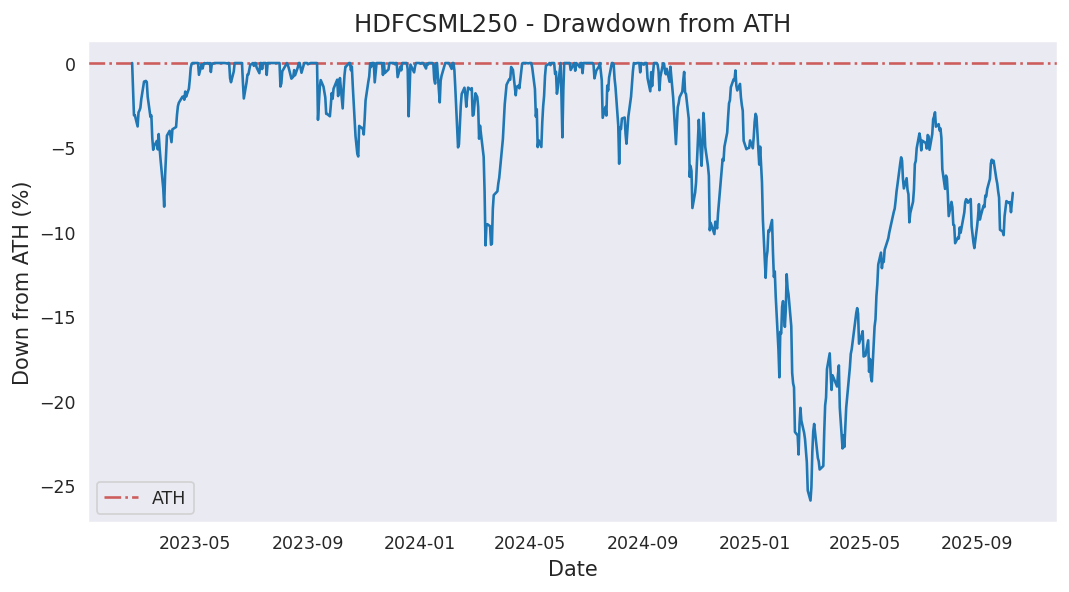 HDFCSML250 - Drawdown from ATH
Down from ATH (%)
0
−5
−10
−15
−20
−25
ATH
2023-05 2023-09 2024-01 2024-05 2024-09 2025-01 2025-05 2025-09
Date